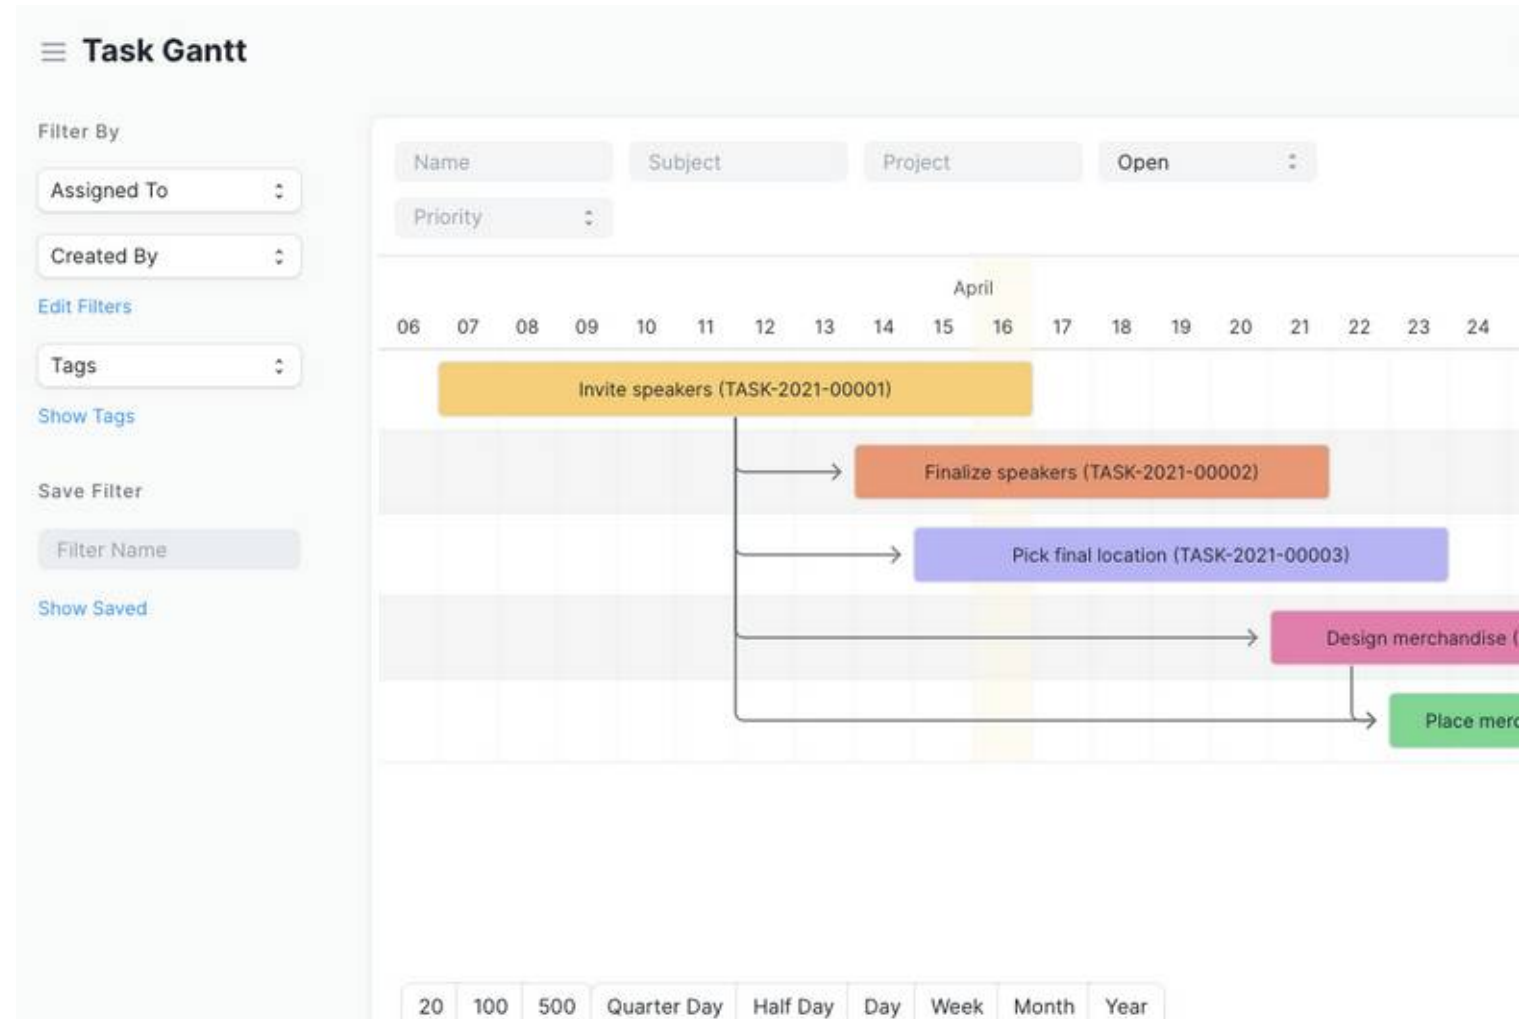 Task Gantt
Filter By
Assigned To
Created By
Edit Filters
Tags
Show Tags
Save Filter
Filter Name
Show Saved
Name Subject Project Open
Priority
April
06 07 08 09 10 11 12 13 14 15 16 17 18 19 20 21 22 23 24
Invite speakers (TASK-2021-00001)
Finalize speakers (TASK-2021-00002)
Pick final location (TASK-2021-00003)
Design merchandise (
Place merc
20 100 500 Quarter Day Half Day Day Week Month Year